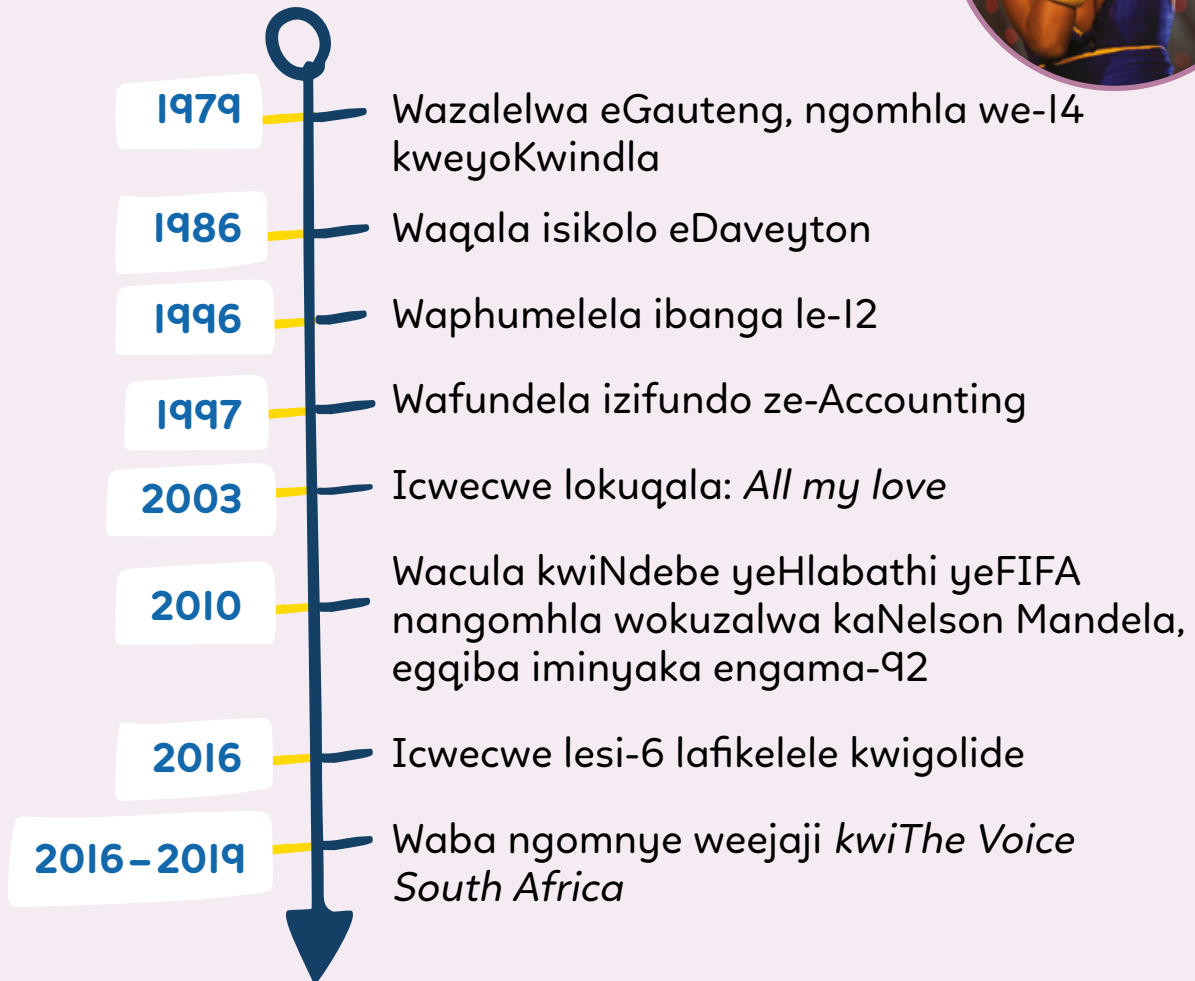 1979
Wazalelwa eGauteng, ngomhla we-14
kweyoKwindla
1986
Waqala isikolo eDaveyton
1996
Waphumelela ibanga le-12
1997
Wafundela izifundo ze-Accounting
2003
Icwecwe lokuqala: All my love
2010
Wacula kwiNdebe yeHlabathi yeFIFA
nangomhla wokuzalwa kaNelson Mandela,
egqiba iminyaka engama-92
2016
Icwecwe lesi-6 lafikelele kwigolide
2016–2019
Waba ngomnye weejaji kwiThe Voice
South Africa